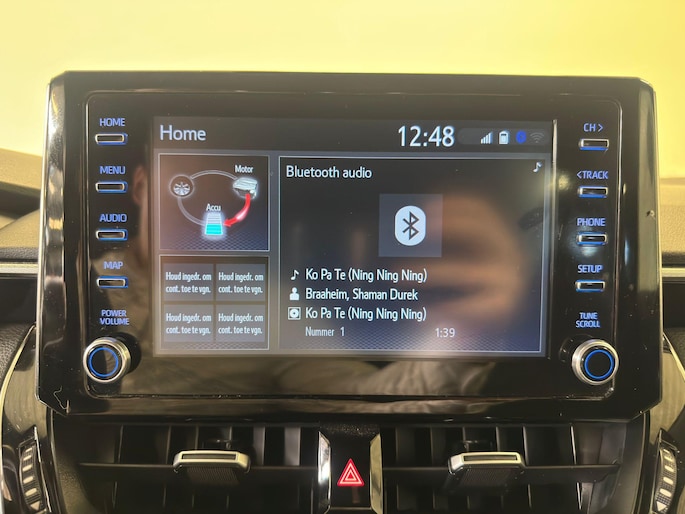 HOME
MENU
AUDIO
MAP
POWER
VOLUME
Home
12:48
Motor
Accu
Houd ingedr. om
cont. toe te vgn.
Houd ingedr. om
cont. toe te vgn.
Houd ingedr. om
cont. toe te vgn.
Houd ingedr. om
cont. toe te vgn.
Bluetooth audio
Ko Pa Te (Ning Ning Ning)
Braaheim, Shaman Durek
Ko Pa Te (Ning Ning Ning)
Nummer 1 1:39
CH >
<TRACK
PHONE
SETUP
TUNE
SCROLL